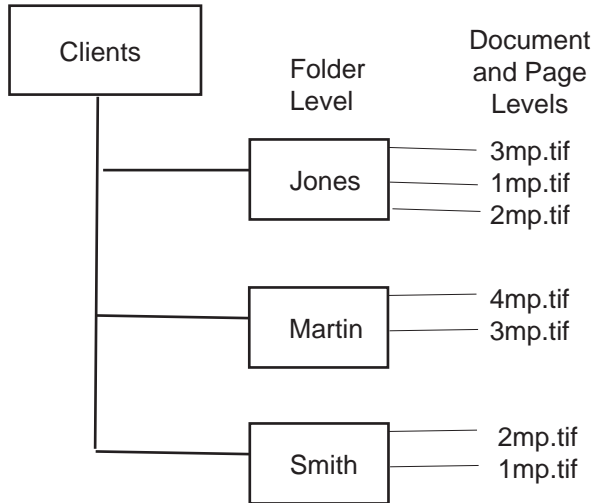 Clients
Folder
Level
Document
and Page
Levels
Jones
3mp.tif
1mp.tif
2mp.tif
Martin
4mp.tif
3mp.tif
Smith
2mp.tif
1mp.tif